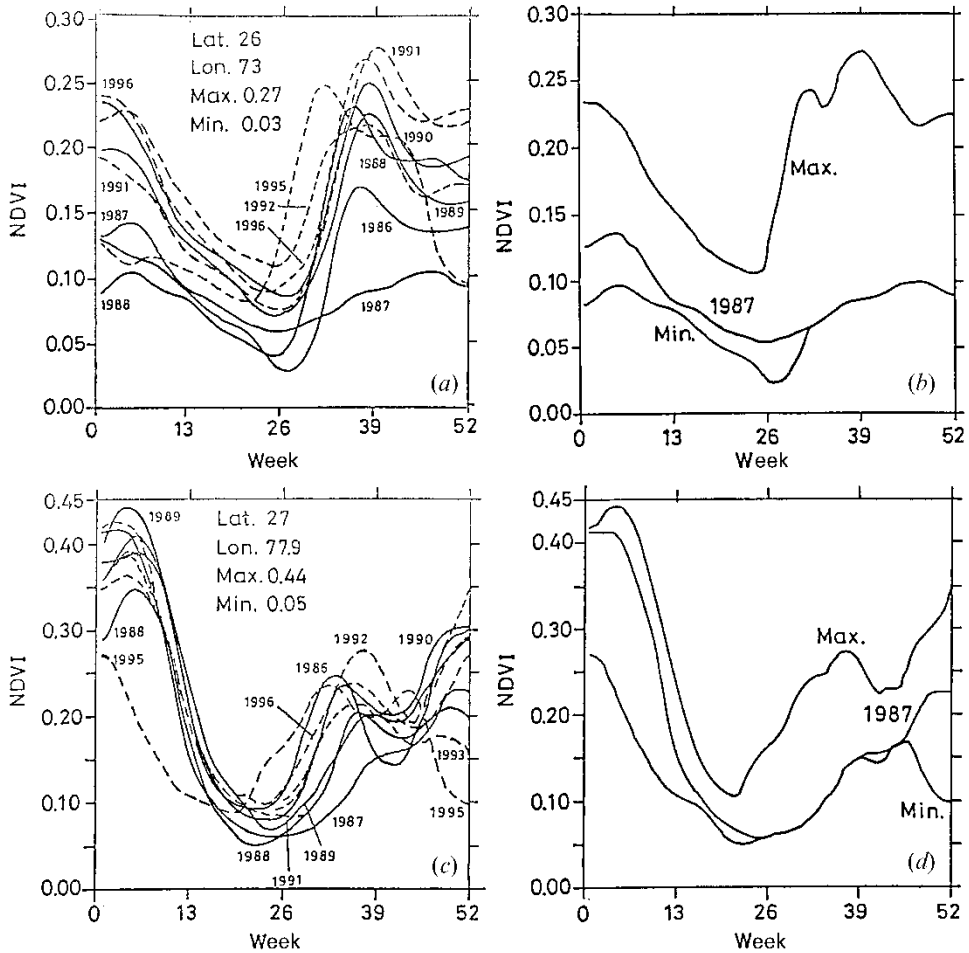 0.30
0.25
0.20
0.15
0.10
0.05
0.00
NDVI
Lat. 26
Lon. 73
Max. 0.27
Min. 0.03
1996
1991
1987
1988
1995
1992
1996
1991
1990
1988
1989
1986
1987
(a)
0 13 26 39 52
Week
0.30
0.25
0.20
0.15
0.10
0.05
0.00
NDVI
Max.
1987
Min.
(b)
0 13 26 39 52
Week
0.45
0.40
0.30
0.20
0.10
0.00
NDVI
1989
Lat. 27
Lon. 77.9
Max. 0.44
Min. 0.05
1988
1995
1996
1986
1992
1990
1993
1995
1987
1989
1988
1991
(c)
0 13 26 39 52
Week
0.45
0.40
0.30
0.20
0.10
0.00
NDVI
Max.
1987
Min.
(d)
0 13 26 39 52
Week